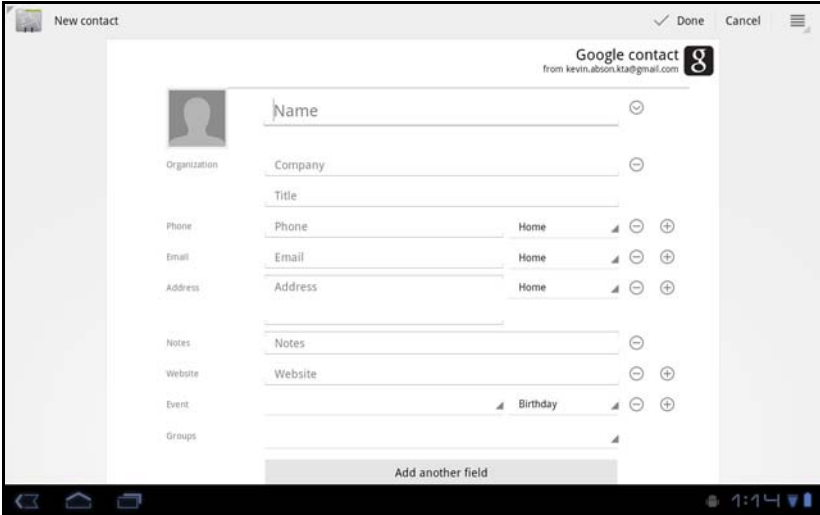 New contact
Done
Cancel
Google contact
from kevin.abson.kta@gmail.com
g
Name
Organization
Company
Title
Phone
Phone
Home
Email
Email
Home
Address
Address
Home
Notes
Notes
Website
Website
Event
Birthday
Groups
Add another field
1:14